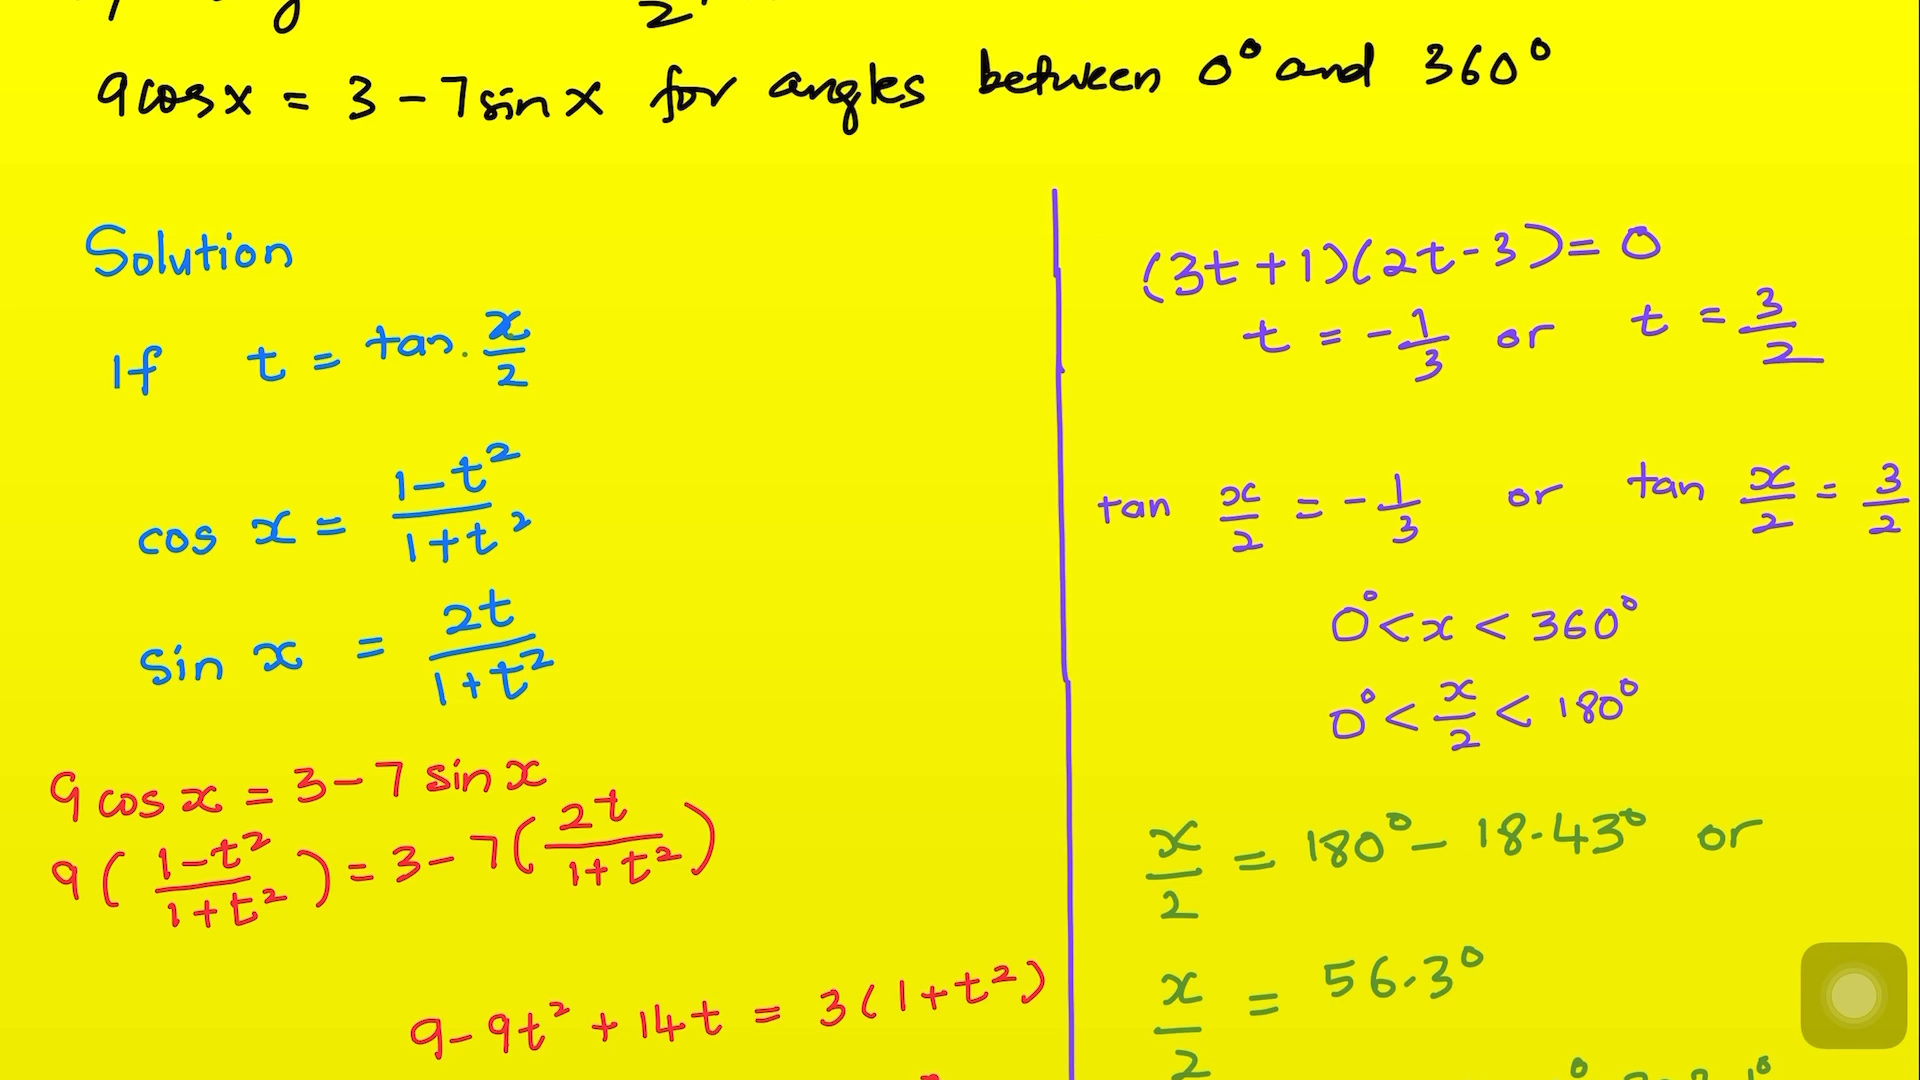 9cosx = 3 - 7sinx for angles between 0° and 360°
Solution
If t = tan x/2
cos x = (1-t²)/(1+t²)
sin x = 2t/(1+t²)
9 cos x = 3 - 7 sin x
9((1-t²)/(1+t²)) = 3 - 7(2t/(1+t²))
9 - 9t² + 14t = 3(1+t²)
(3t+1)(2t-3) = 0
t = -1/3 or t = 3/2
tan x/2 = -1/3 or tan x/2 = 3/2
0° < x < 360°
0° < x/2 < 180°
x/2 = 180° - 18.43° or
x/2 = 56.3°